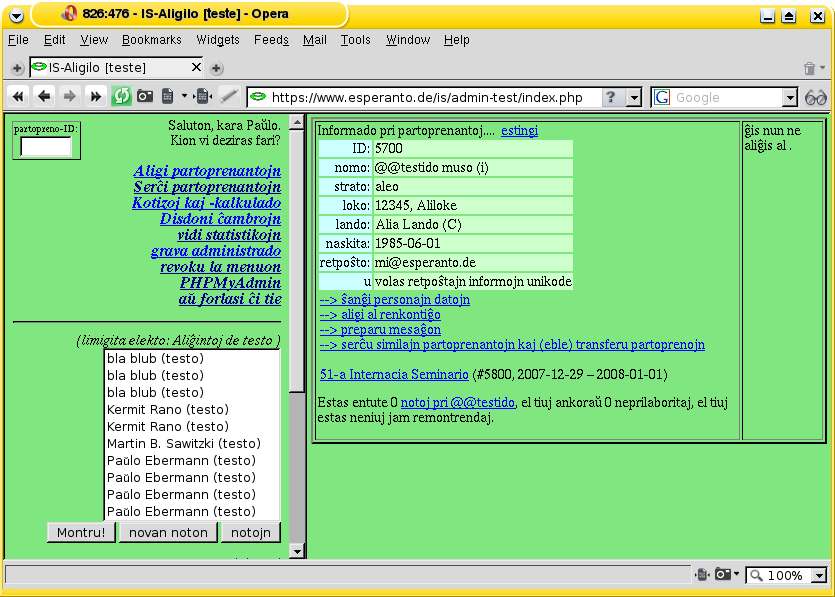 826:476 - IS-Aligilo [teste] - Opera
File Edit View Bookmarks Widgets Feeds Mail Tools Window Help
IS-Aligilo [teste]
https://www.esperanto.de/is/admin-test/index.php ? G Google
partopreno-ID:
Saluton, kara Paŭlo.
Kion vi deziras fari?
Aligi partoprenantojn
Serĉi partoprenantojn
Kotizoj kaj -kalkulado
Disdoni ĉambrojn
vidi statistikojn
grava administrado
revoku la menuon
PHPMyAdmin
aŭ forlasi ĉi tie
(limigita elekto: Aliĝintoj de testo )
bla blub (testo)
bla blub (testo)
bla blub (testo)
Kermit Rano (testo)
Kermit Rano (testo)
Martin B. Sawitzki (testo)
Paŭlo Ebermann (testo)
Paŭlo Ebermann (testo)
Paŭlo Ebermann (testo)
Paŭlo Ebermann (testo)
Montru! novan noton notojn
Informado pri partoprenantoj.... estingi
ID: 5700
nomo: @@testido muso (i)
strato: aleo
loko: 12345, Aliloke
lando: Alia Lando (C)
naskita: 1985-06-01
retpoŝto: mi@esperanto.de
u volas retpoŝtajn informojn unikode
--> ŝanĝi personajn datojn
--> aligi al renkontiĝo
--> preparu mesaĝon
--> serĉu similajn partoprenantojn kaj (eble) transferu partoprenojn
51-a Internacia Seminario (#5800, 2007-12-29 – 2008-01-01)
Estas entute 0 notoj pri @@testido, el tiuj ankoraŭ 0 neprilaboritaj, el tiuj
estas neniuj jam remontrendaj.
ĝis nun ne
aliĝis al .
100%